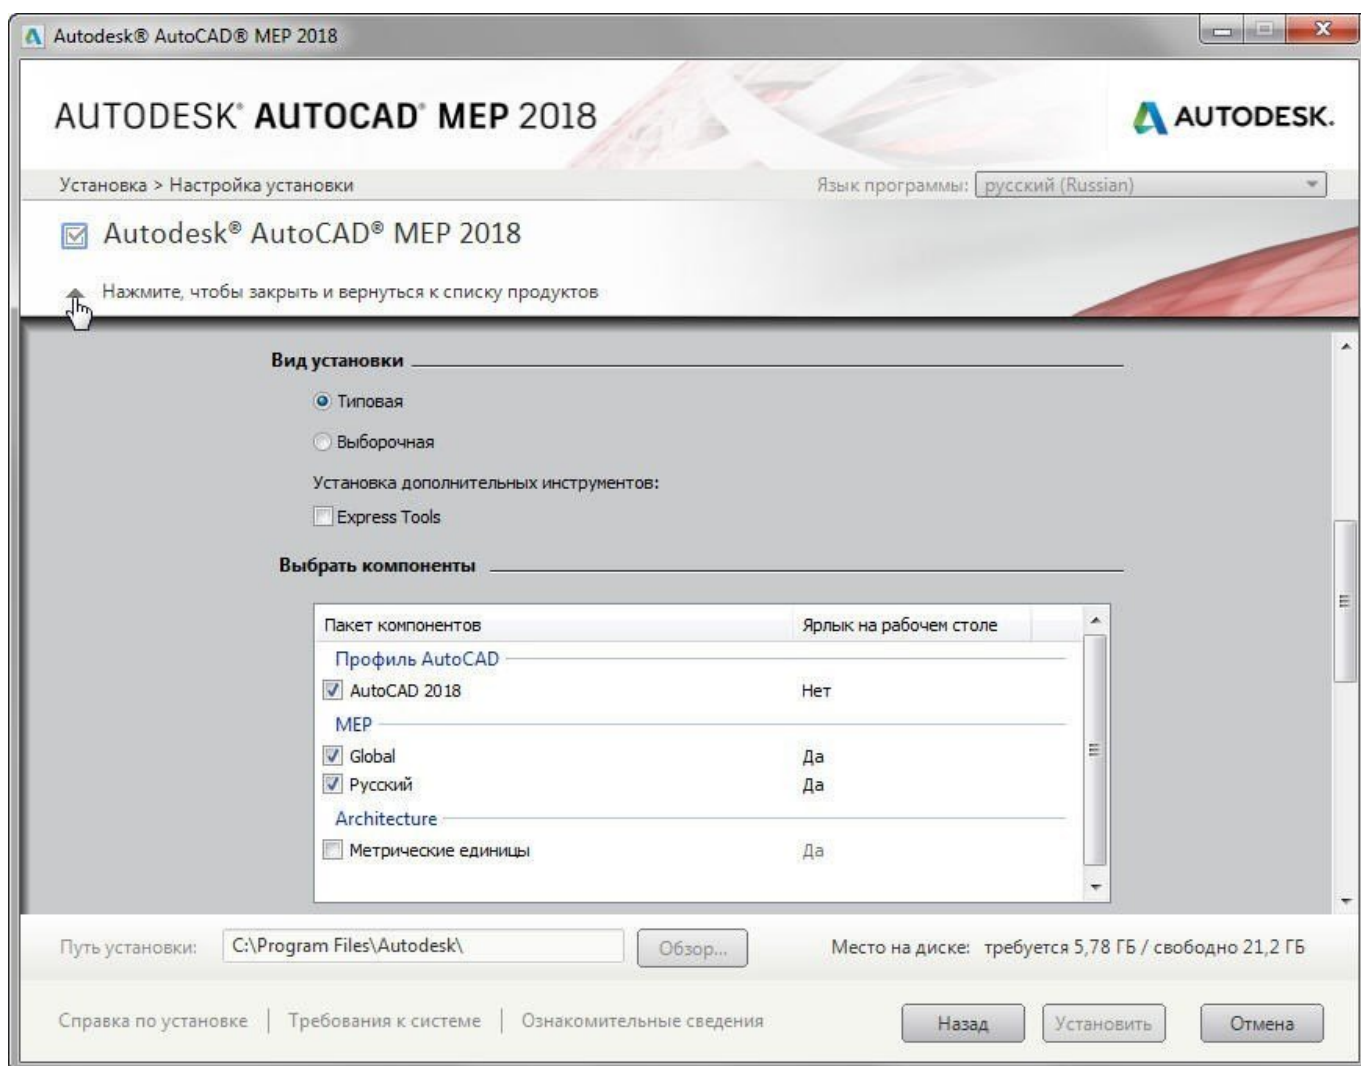 Autodesk® AutoCAD® MEP 2018
AUTODESK® AUTOCAD® MEP 2018
AUTODESK.
Установка > Настройка установки
Язык программы: русский (Russian)
Autodesk® AutoCAD® MEP 2018
Нажмите, чтобы закрыть и вернуться к списку продуктов
Вид установки
Типовая
Выборочная
Установка дополнительных инструментов:
Express Tools
Выбрать компоненты
Пакет компонентов Ярлык на рабочем столе
Профиль AutoCAD
AutoCAD 2018 Нет
MEP
Global Да
Русский Да
Architecture
Метрические единицы Да
Путь установки: C:\Program Files\Autodesk\ Обзор... Место на диске: требуется 5,78 ГБ / свободно 21,2 ГБ
Справка по установке | Требования к системе | Ознакомительные сведения Назад Установить Отмена